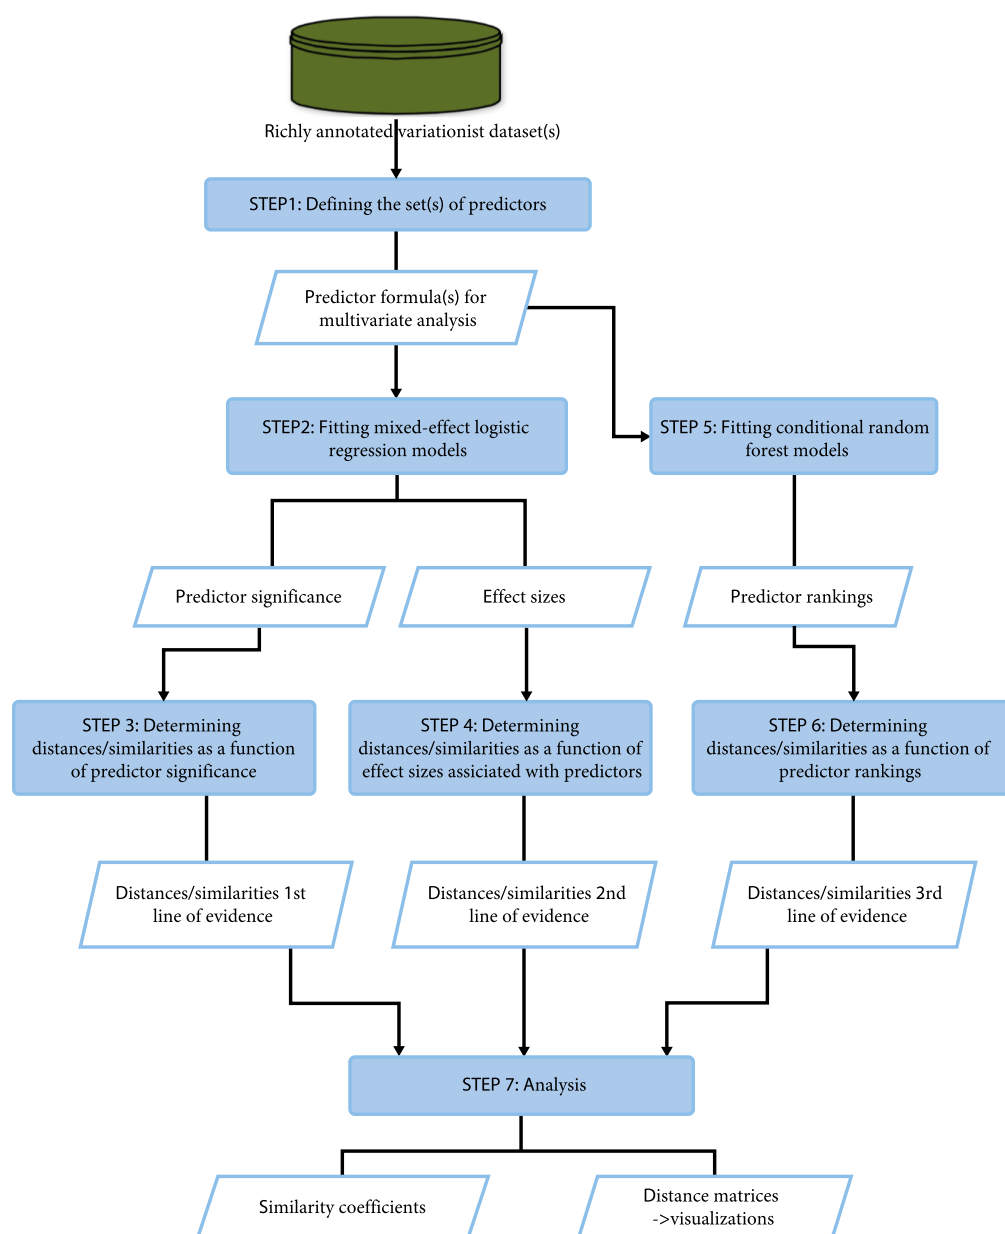 Richly annotated variationist dataset(s)
STEP1: Defining the set(s) of predictors
Predictor formula(s) for
multivariate analysis
STEP2: Fitting mixed-effect logistic
regression models
STEP 5: Fitting conditional random
forest models
Predictor significance
Effect sizes
Predictor rankings
STEP 3: Determining
distances/similarities as a function
of predictor significance
STEP 4: Determining
distances/similarities as a function of
effect sizes assiciated with predictors
STEP 6: Determining
distances/similarities as a function of
predictor rankings
Distances/similarities 1st
line of evidence
Distances/similarities 2nd
line of evidence
Distances/similarities 3rd
line of evidence
STEP 7: Analysis
Similarity coefficients
Distance matrices
->visualizations